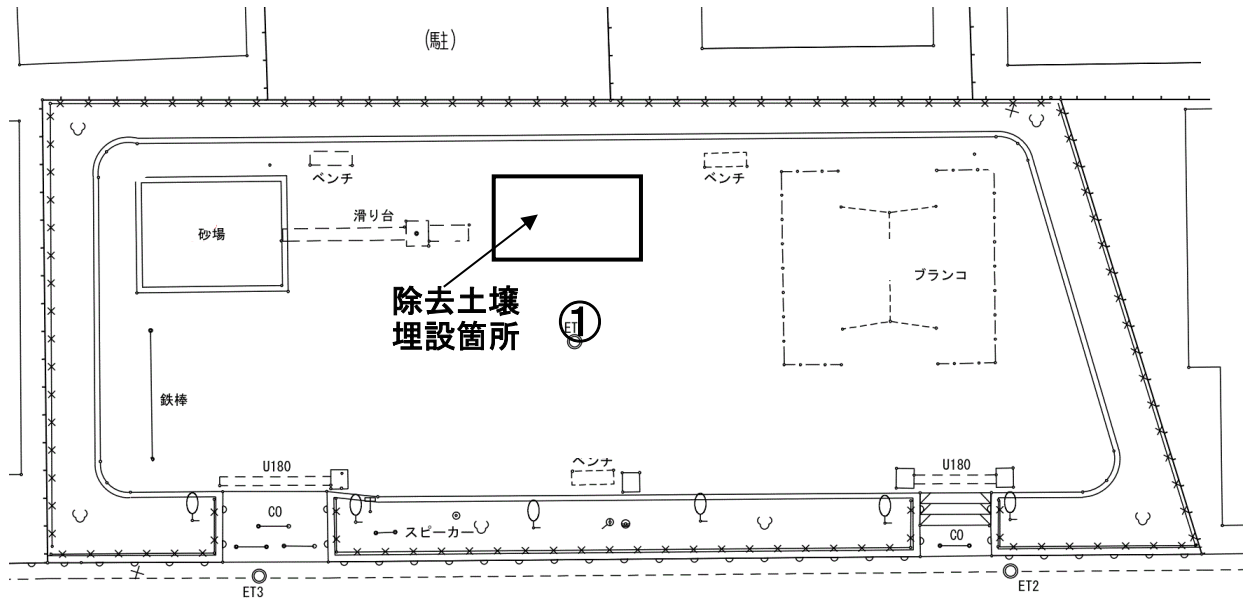 (駐)
ベンチ
ベンチ
滑り台
砂場
ブランコ
除去土壌
埋設箇所
①
ET
鉄棒
ベンチ
U180
U180
CO
スピーカー
CO
ET3
ET2